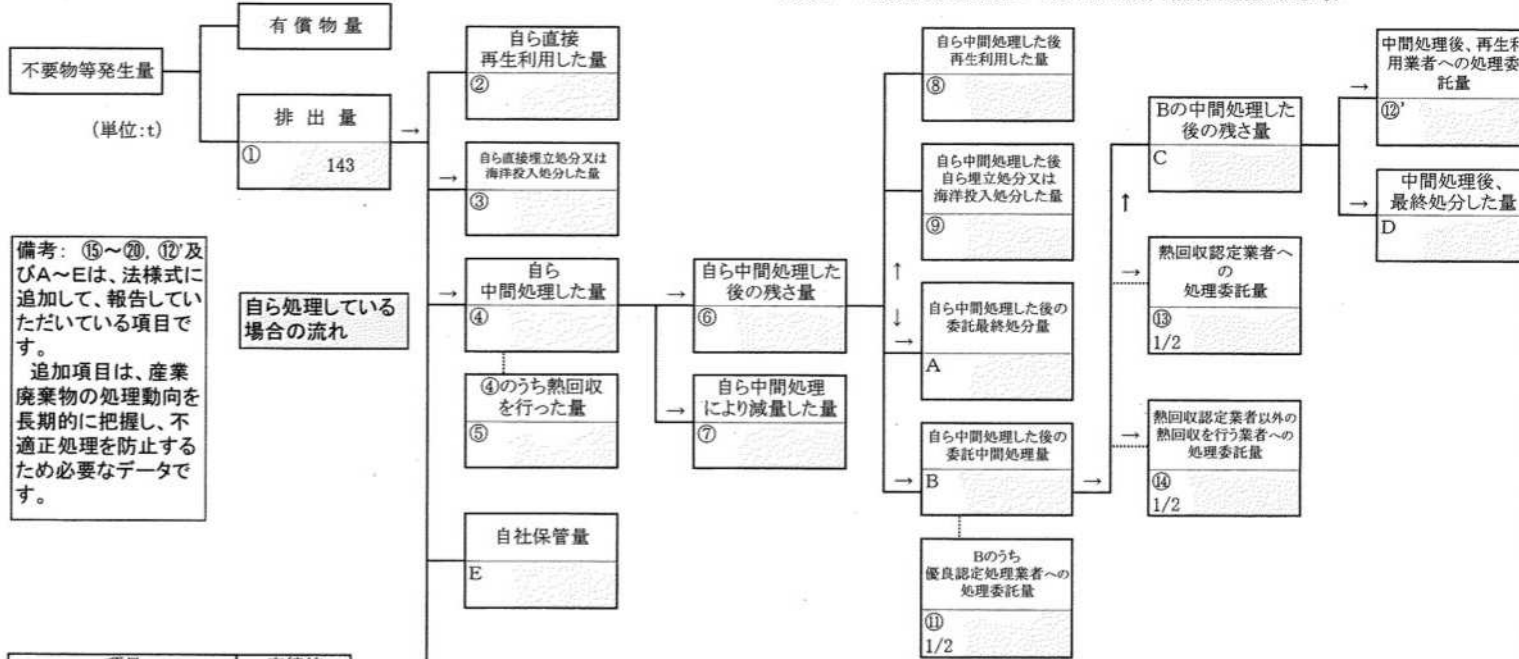 有 償 物 量
不要物等発生量
(単位:t)
排 出 量
①
143
→
自ら直接
再生利用した量
②
→
自ら直接埋立処分又は
海洋投入処分した量
③
→
自ら
中間処理した量
④
④のうち熱回収
を行った量
⑤
自社保管量
E
備考: ⑮~⑳, ⑫'及
びA~Eは、法様式に
追加して、報告してい
ただいている項目で
す。
追加項目は、産業
廃棄物の処理動向を
長期的に把握し、不
適正処理を防止する
ため必要なデータで
す。
自ら処理している
場合の流れ
→
自ら中間処理した
後の残さ量
⑥
→
自ら中間処理
により減量した量
⑦
自ら中間処理した後
再生利用した量
⑧
自ら中間処理した後
自ら埋立処分又は
海洋投入処分した量
⑨
↑
↓
→
自ら中間処理した後の
委託最終処分量
A
→
自ら中間処理した後の
委託中間処理量
B
Bのうち
優良認定処理業者への
処理委託量
⑪
1/2
→
↑
Bの中間処理した
後の残さ量
C
→
熱回収認定業者へ
の
処理委託量
⑬
1/2
→
熱回収認定業者以外の
熱回収を行う業者への
処理委託量
⑭
1/2
→
中間処理後、再生利
用業者への処理委
託量
⑫'
→
中間処理後、
最終処分した量
D